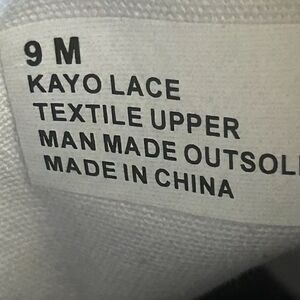 9 M
KAYO LACE
TEXTILE UPPER
MAN MADE OUTSOL
MADE IN CHINA